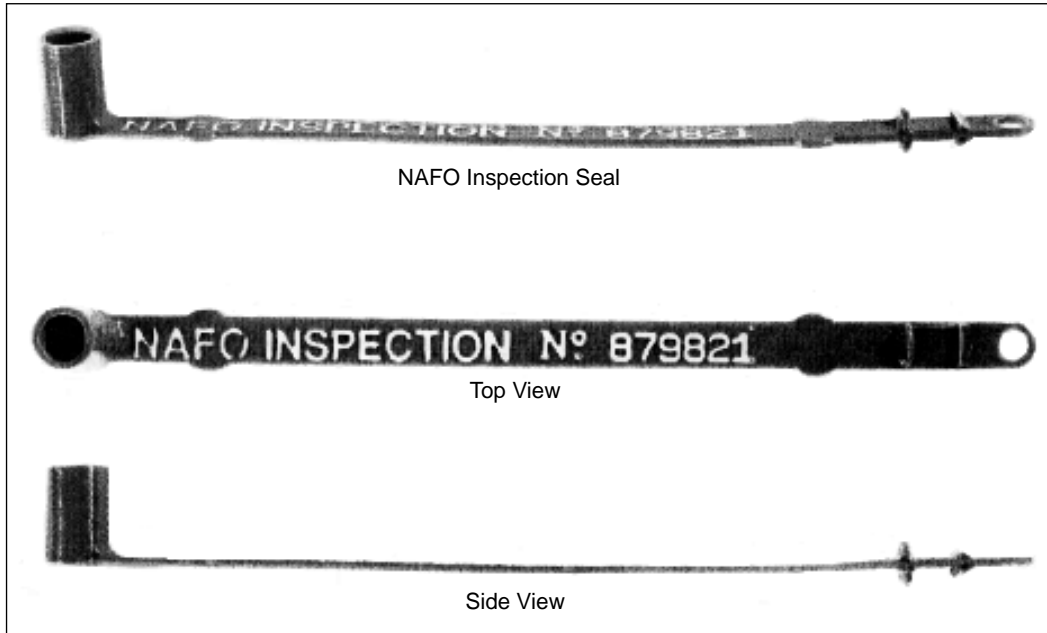 NAFO INSPECTION Nº 879821
NAFO Inspection Seal
NAFO INSPECTION Nº 879821
Top View
Side View